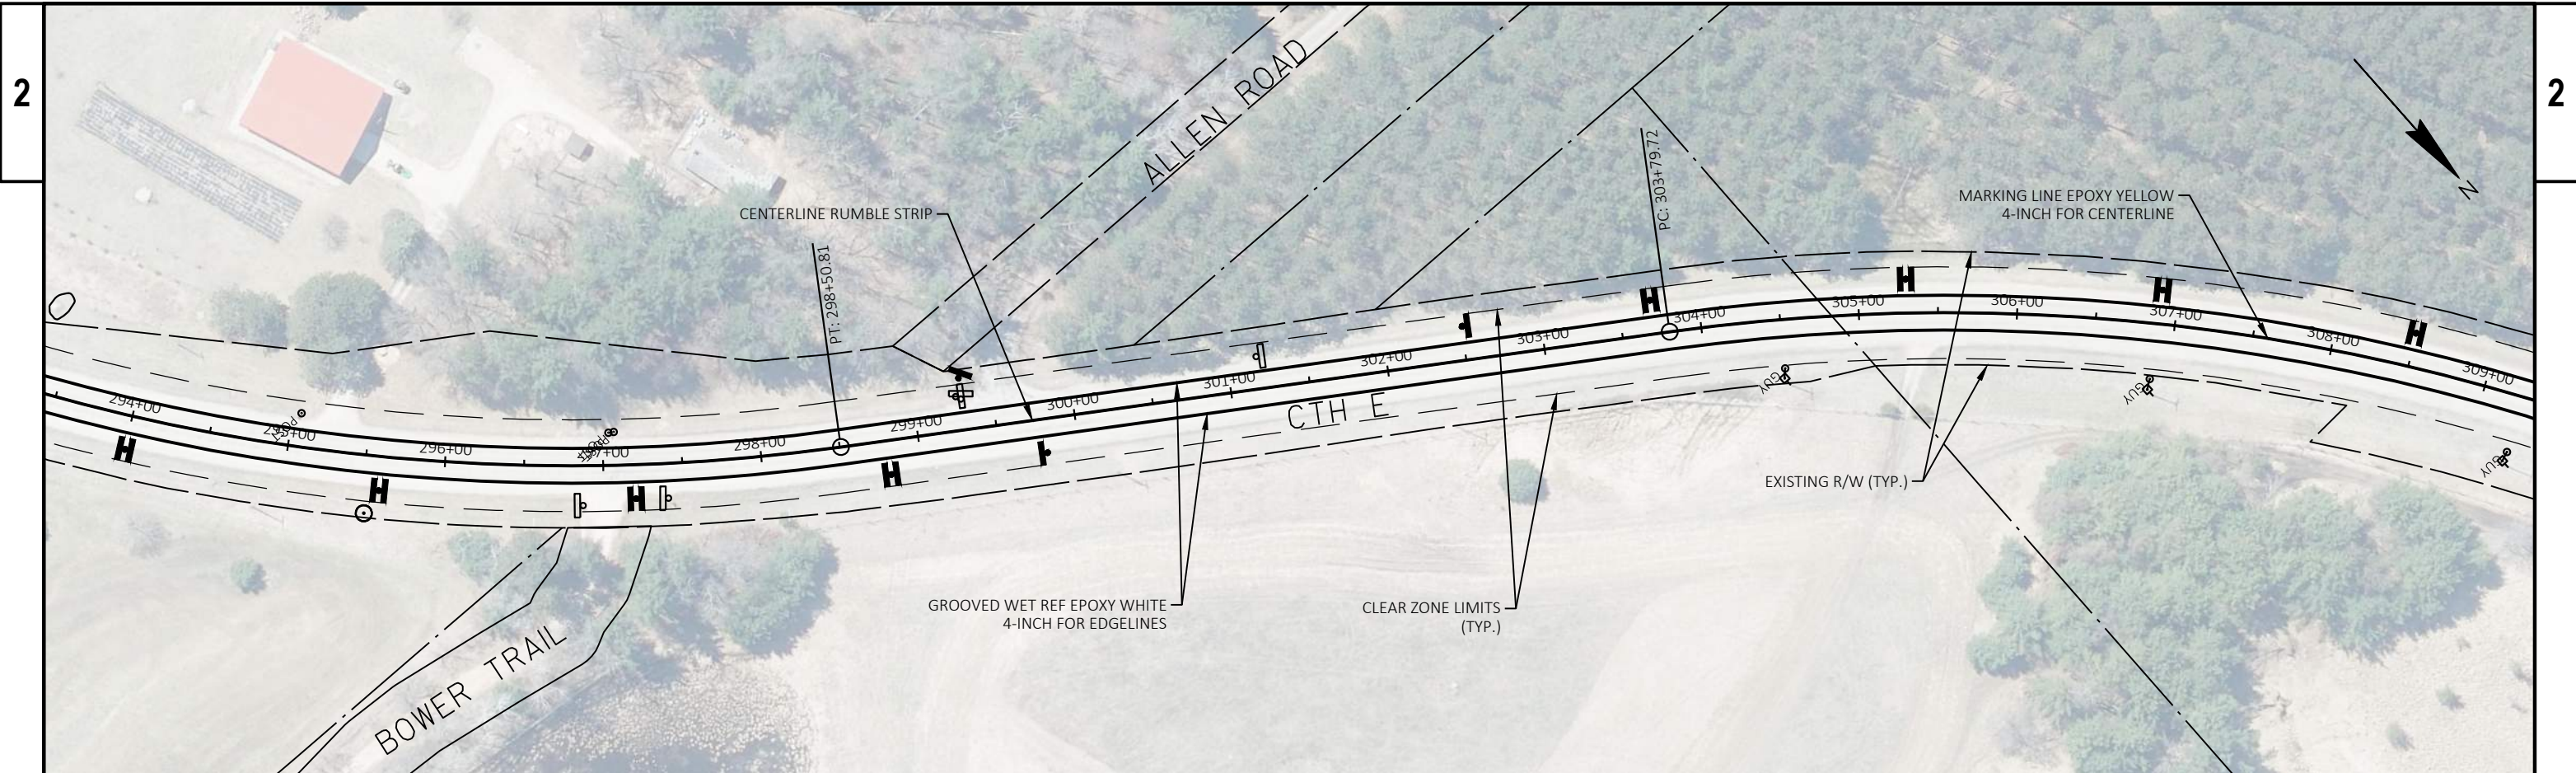 2
2
ALLEN ROAD
N
PC: 303+79.72
MARKING LINE EPOXY YELLOW
4-INCH FOR CENTERLINE
CENTERLINE RUMBLE STRIP
PT: 298+50.81
294+00
295+00
296+00
297+00
298+00
299+00
300+00
301+00
302+00
303+00
304+00
305+00
306+00
307+00
308+00
309+00
POST
GUY
GUY
GUY
CTH E
EXISTING R/W (TYP.)
GROOVED WET REF EPOXY WHITE
4-INCH FOR EDGELINES
CLEAR ZONE LIMITS
(TYP.)
BOWER TRAIL